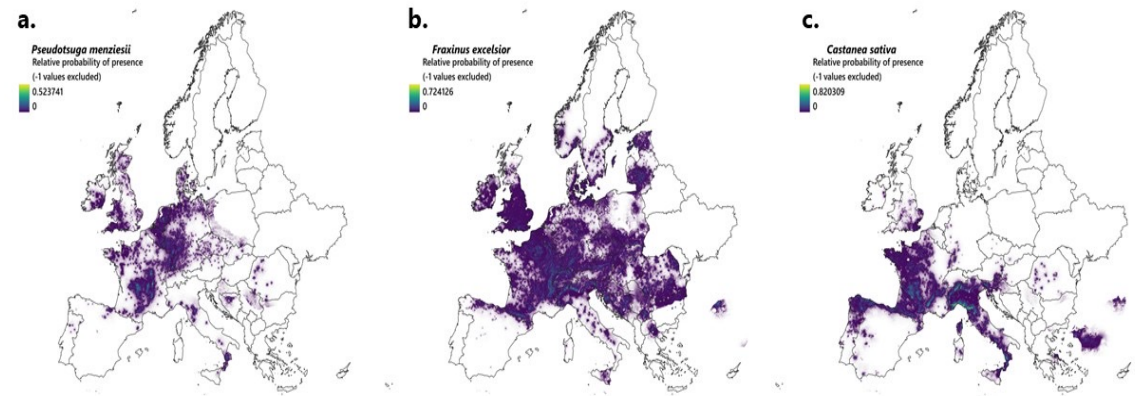 a.
Pseudotsuga menziesii
Relative probability of presence
(-1 values excluded)
0.523741
0
b.
Fraxinus excelsior
Relative probability of presence
(-1 values excluded)
0.724126
0
c.
Castanea sativa
Relative probability of presence
(-1 values excluded)
0.820309
0